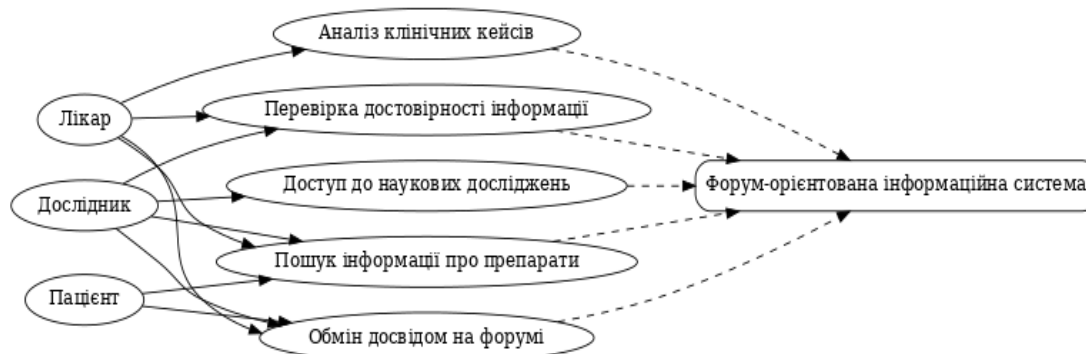 Аналіз клінічних кейсів
Лікар
Перевірка достовірності інформації
Доступ до наукових досліджень
Форум-орієнтована інформаційна система
Дослідник
Пошук інформації про препарати
Пацієнт
Обмін досвідом на форумі